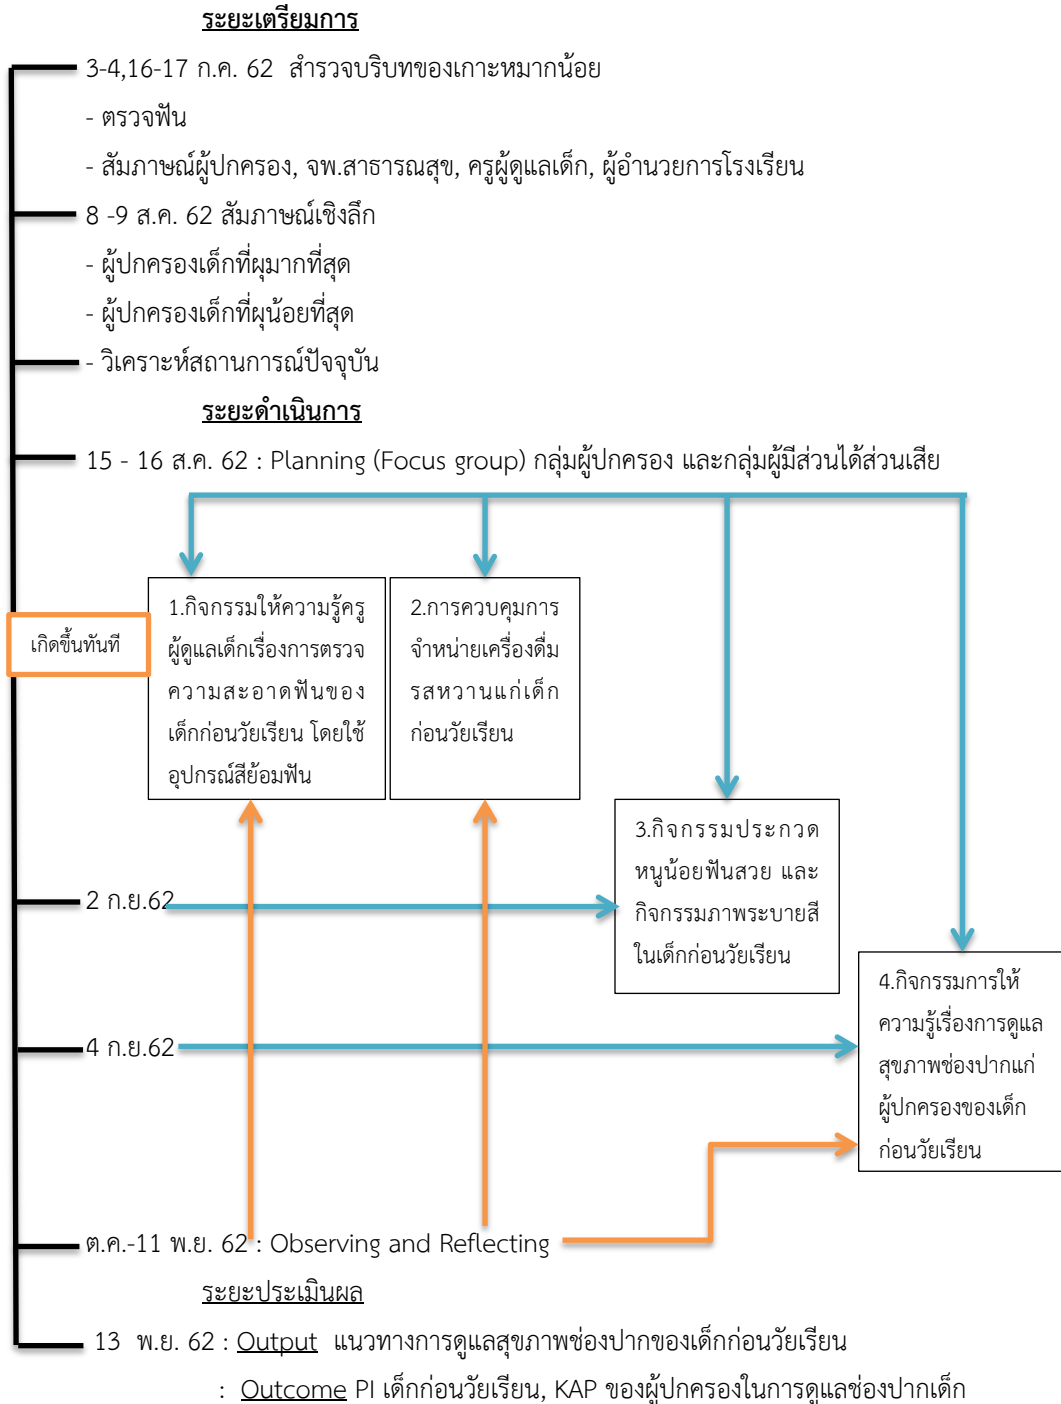 ระยะเตรียมการ
3-4,16-17 ก.ค. 62 สำรวจบริบทของเกาะหมากน้อย
- ตรวจฟัน
- สัมภาษณ์ผู้ปกครอง, จพ.สาธารณสุข, ครูผู้ดูแลเด็ก, ผู้อำนวยการโรงเรียน
8 -9 ส.ค. 62 สัมภาษณ์เชิงลึก
- ผู้ปกครองเด็กที่ผุมากที่สุด
- ผู้ปกครองเด็กที่ผุน้อยที่สุด
- วิเคราะห์สถานการณ์ปัจจุบัน
ระยะดำเนินการ
15 - 16 ส.ค. 62 : Planning (Focus group) กลุ่มผู้ปกครอง และกลุ่มผู้มีส่วนได้ส่วนเสีย
เกิดขึ้นทันที
1.กิจกรรมให้ความรู้ครู
ผู้ดูแลเด็กเรื่องการตรวจ
ความสะอาดฟันของ
เด็กก่อนวัยเรียน โดยใช้
อุปกรณ์สีย้อมฟัน
2.การควบคุมการ
จำหน่ายเครื่องดื่ม
รสหวานแก่เด็ก
ก่อนวัยเรียน
3.กิจกรรมประกวด
หนูน้อยฟันสวย และ
กิจกรรมภาพระบายสี
ในเด็กก่อนวัยเรียน
2 ก.ย.62
4.กิจกรรมการให้
ความรู้เรื่องการดูแล
สุขภาพช่องปากแก่
ผู้ปกครองของเด็ก
ก่อนวัยเรียน
4 ก.ย.62
ต.ค.-11 พ.ย. 62 : Observing and Reflecting
ระยะประเมินผล
13 พ.ย. 62 : Output แนวทางการดูแลสุขภาพช่องปากของเด็กก่อนวัยเรียน
: Outcome PI เด็กก่อนวัยเรียน, KAP ของผู้ปกครองในการดูแลช่องปากเด็ก